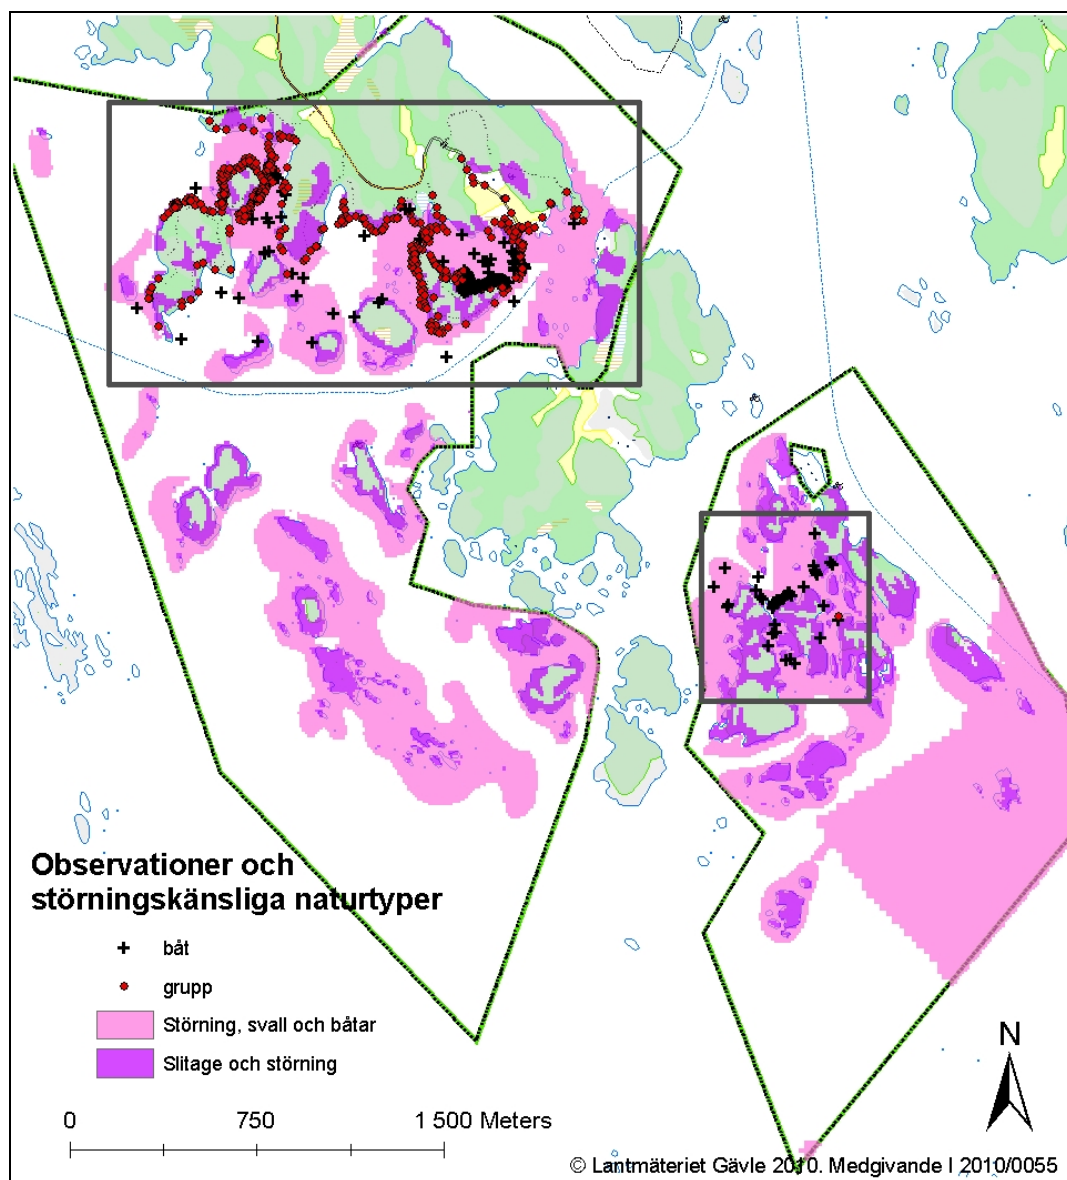 Observationer och
störningskänsliga naturtyper
båt
grupp
Störning, svall och båtar
Slitage och störning
0 750 1 500 Meters
N
© Lantmäteriet Gävle 2010. Medgivande I 2010/0055